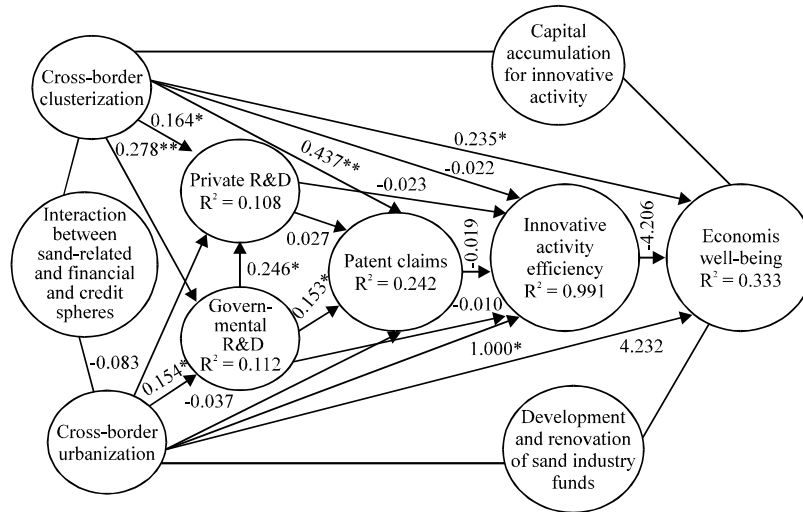 Capital
accumulation
for innovative
activity
Cross-border
clusterization
0.164*
0.278**
0.437**
0.235*
-0.022
Private R&D
R² = 0.108
-0.023
Interaction
between
sand-related
and financial
and credit
spheres
0.027
0.246*
Patent claims
R² = 0.242
-0.019
Innovative
activity
efficiency
R² = 0.991
-4.206
Economis
well-being
R² = 0.333
Govern-
mental
R&D
R² = 0.112
0.153*
-0.010
-0.083
0.154*
-0.037
1.000*
4.232
Cross-border
urbanization
Development
and renovation
of sand industry
funds